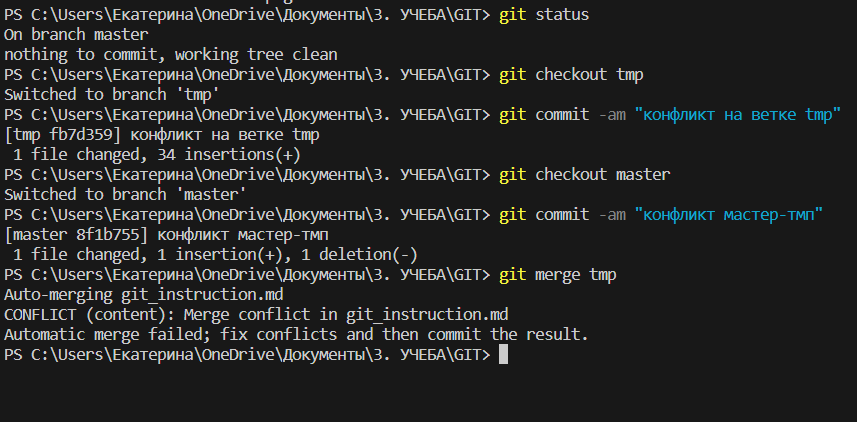 PS C:\Users\Екатерина\OneDrive\Документы\3. УЧЕБА\GIT> git status
On branch master
nothing to commit, working tree clean
PS C:\Users\Екатерина\OneDrive\Документы\3. УЧЕБА\GIT> git checkout tmp
Switched to branch 'tmp'
PS C:\Users\Екатерина\OneDrive\Документы\3. УЧЕБА\GIT> git commit -am "конфликт на ветке tmp"
[tmp fb7d359] конфликт на ветке tmp
 1 file changed, 34 insertions(+)
PS C:\Users\Екатерина\OneDrive\Документы\3. УЧЕБА\GIT> git checkout master
Switched to branch 'master'
PS C:\Users\Екатерина\OneDrive\Документы\3. УЧЕБА\GIT> git commit -am "конфликт мастер-тмп"
[master 8f1b755] конфликт мастер-тмп
 1 file changed, 1 insertion(+), 1 deletion(-)
PS C:\Users\Екатерина\OneDrive\Документы\3. УЧЕБА\GIT> git merge tmp
Auto-merging git_instruction.md
CONFLICT (content): Merge conflict in git_instruction.md
Automatic merge failed; fix conflicts and then commit the result.
PS C:\Users\Екатерина\OneDrive\Документы\3. УЧЕБА\GIT>